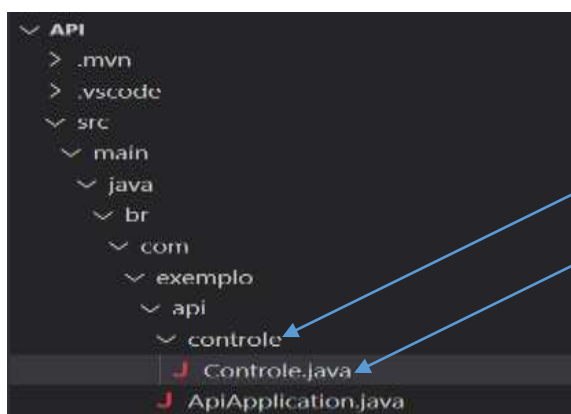 API
.mvn
.vscode
src
main
java
br
com
exemplo
api
controle
Controle.java
ApiApplication.java